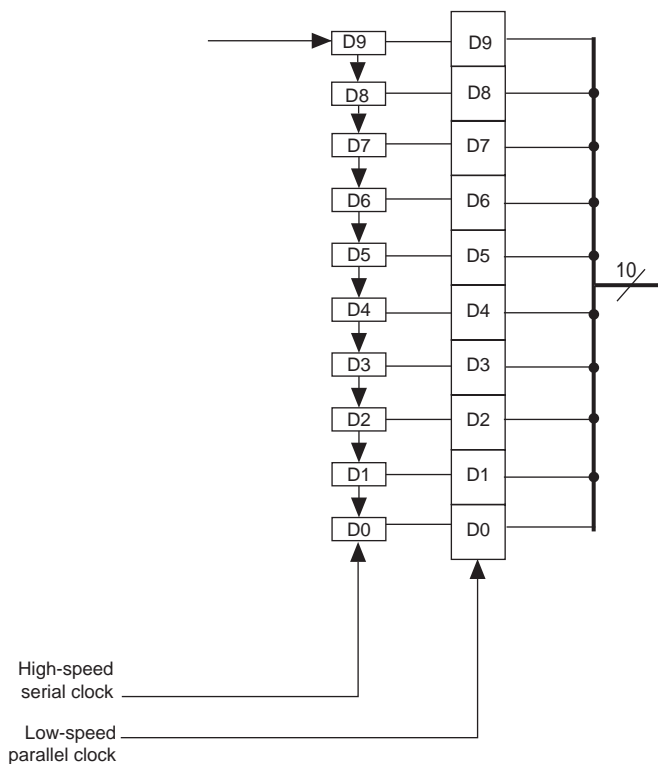 D9 D9
D8 D8
D7 D7
D6 D6
D5 D5
10
D4 D4
D3 D3
D2 D2
D1 D1
D0 D0
High-speed
serial clock
Low-speed
parallel clock